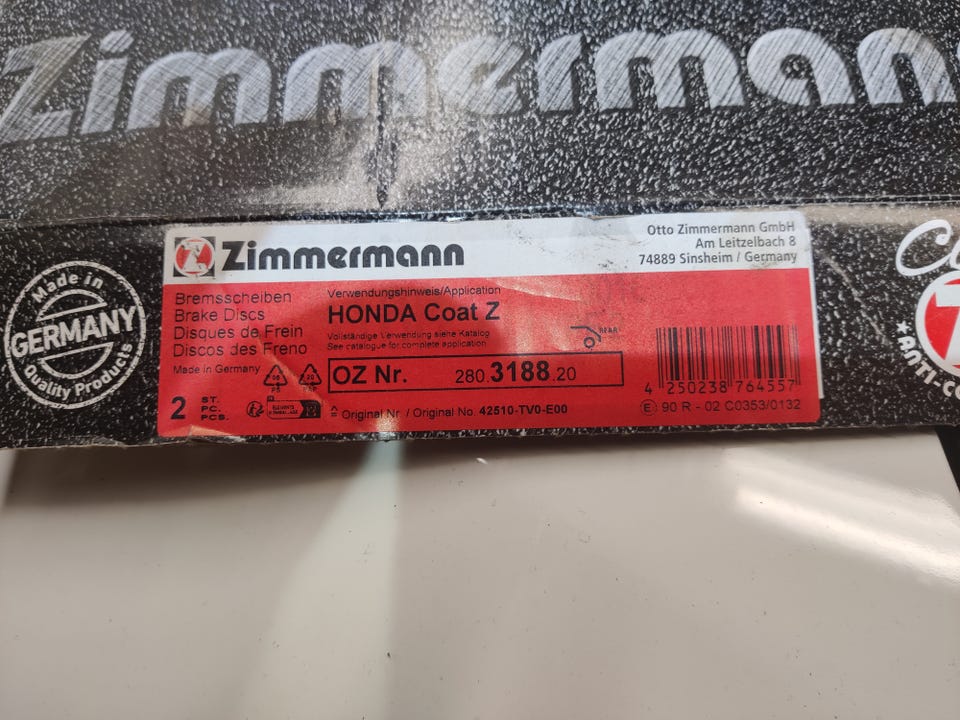 Zimmermann
Made in
GERMANY
Quality Products
Zimmermann
Otto Zimmermann GmbH
Am Leitzelbach 8
74889 Sinsheim / Germany
Bremsscheiben
Brake Discs
Disques de Frein
Discos des Freno
Made in Germany
2 ST.
PC.
PCS.
Verwendungshinweis/Application
HONDA Coat Z
Vollständige Verwendung siehe Katalog
See catalogue for complete application
REAR
OZ Nr. 280.3188.20
≙ Original Nr. / Original No. 42510-TV0-E00
4 250238 764557
E 90 R - 02 C0353/0132
ANTI-CO